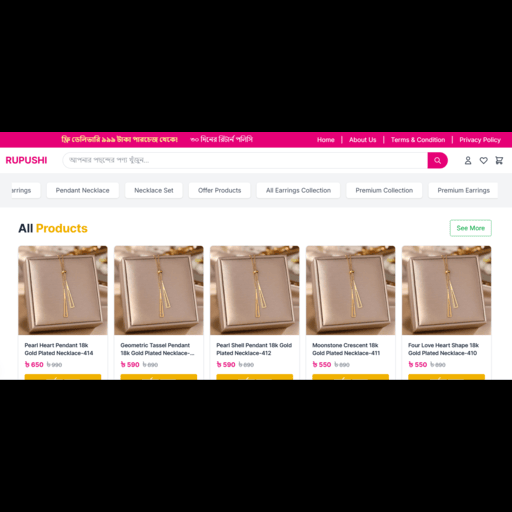 ফ্রি ডেলিভারি ৯৯৯ টাকা পারচেজ থেকে। ৩০ দিনের রিটার্ন পলিসি Home | About Us | Terms & Condition | Privacy Policy
RUPUSHI আপনার পছন্দের পণ্য খুঁজুন...
arrings Pendant Necklace Necklace Set Offer Products All Earrings Collection Premium Collection Premium Earrings
All Products See More
Pearl Heart Pendant 18k Gold Plated Necklace-414
৳ 650 ৳ 990
Geometric Tassel Pendant 18k Gold Plated Necklace-...
৳ 590 ৳ 890
Pearl Shell Pendant 18k Gold Plated Necklace-412
৳ 590 ৳ 890
Moonstone Crescent 18k Gold Plated Necklace-411
৳ 550 ৳ 890
Four Love Heart Shape 18k Gold Plated Necklace-410
৳ 550 ৳ 890